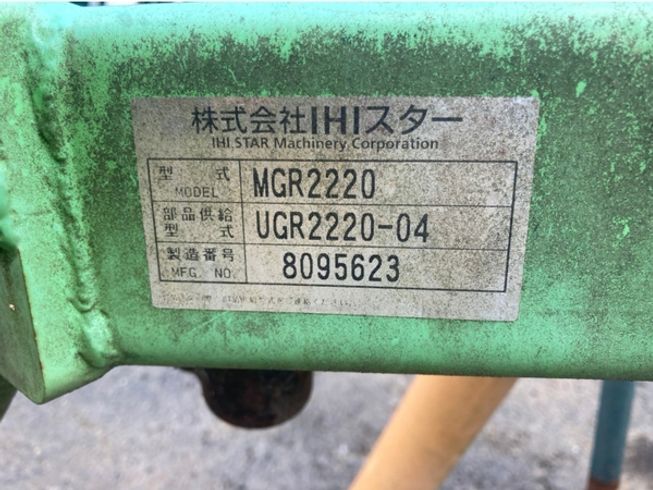 株式会社IHIスター
IHI STAR Machinery Corporation
型式 MGR2220
MODEL
部品供給 UGR2220-04
型式
製造番号 8095623
MFG. NO.